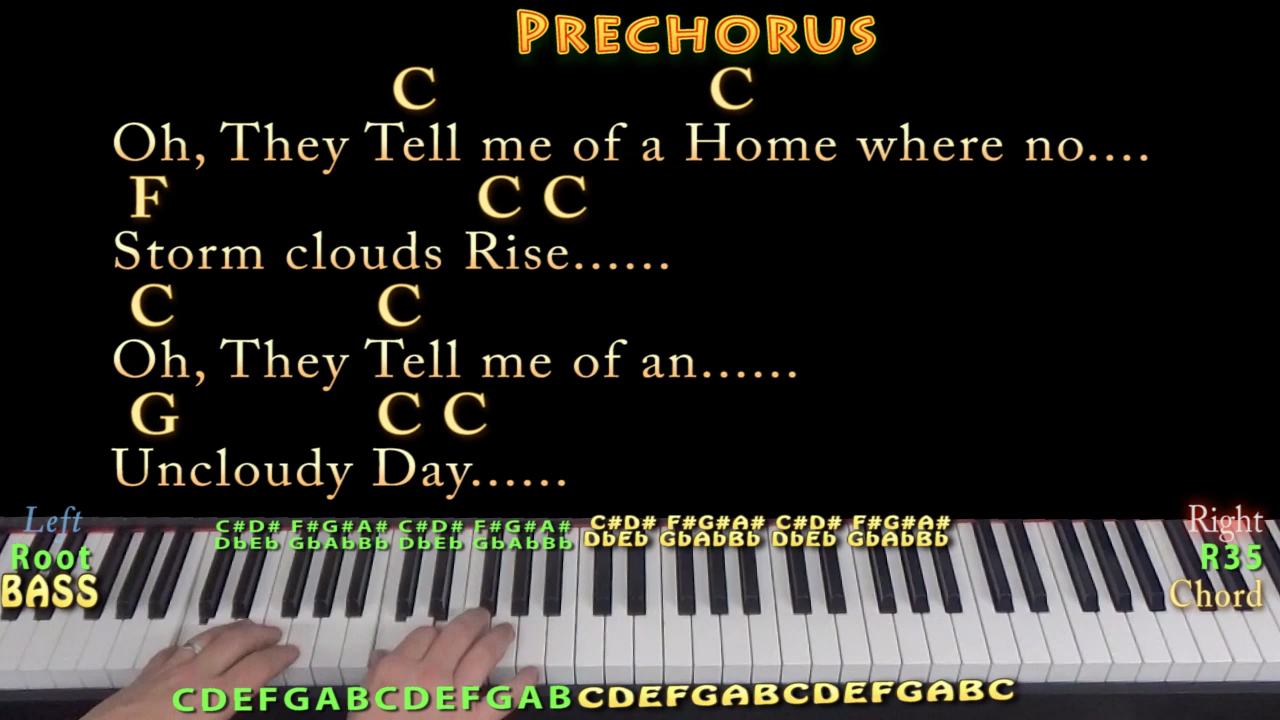 PRECHORUS
C C
Oh, They Tell me of a Home where no....
F C C
Storm clouds Rise......
C C
Oh, They Tell me of an......
G C C
Uncloudy Day......
Left
Root
BASS
C#D# F#G#A# C#D# F#G#A# C#D# F#G#A# C#D# F#G#A#
DbEb GbAbBb DbEb GbAbBb DbEb GbAbBb DbEb GbAbBb
Right
R35
Chord
CDEFGABCDEFGABCDEFGABCDEFGABC